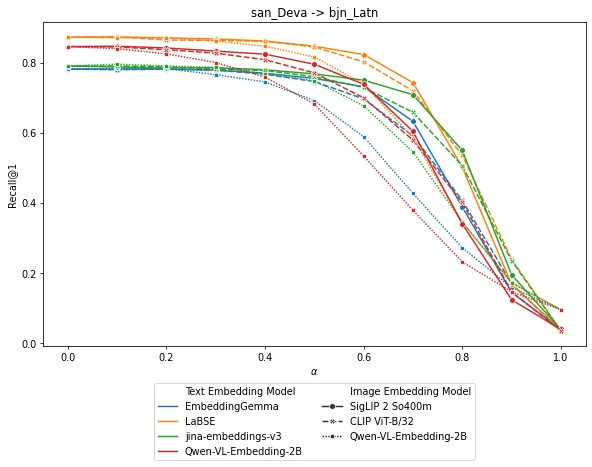 san_Deva -> bjn_Latn
Recall@1
0.8
0.6
0.4
0.2
0.0
0.0 0.2 0.4 0.6 0.8 1.0
α
Text Embedding Model Image Embedding Model
EmbeddingGemma SigLIP 2 So400m
LaBSE CLIP ViT-B/32
jina-embeddings-v3 Qwen-VL-Embedding-2B
Qwen-VL-Embedding-2B